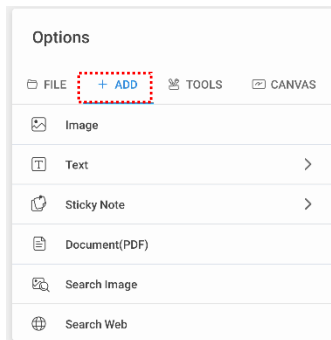 Options
FILE ADD TOOLS CANVAS
Image
Text
Sticky Note
Document(PDF)
Search Image
Search Web